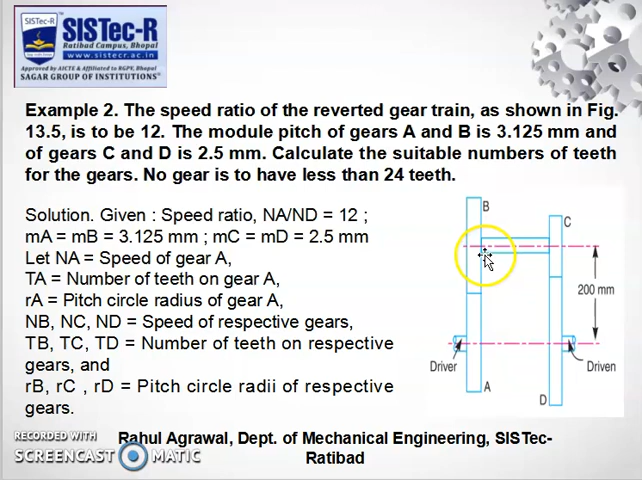 SISTec-R
SISTec-R
Ratibad Campus, Bhopal
www.sistecr.ac.in
Approved by AICTE & Affiliated to RGPV, Bhopal
SAGAR GROUP OF INSTITUTIONS
Example 2. The speed ratio of the reverted gear train, as shown in Fig.
13.5, is to be 12. The module pitch of gears A and B is 3.125 mm and
of gears C and D is 2.5 mm. Calculate the suitable numbers of teeth
for the gears. No gear is to have less than 24 teeth.
Solution. Given : Speed ratio, NA/ND = 12 ;
mA = mB = 3.125 mm ; mC = mD = 2.5 mm
Let NA = Speed of gear A,
TA = Number of teeth on gear A,
rA = Pitch circle radius of gear A,
NB, NC, ND = Speed of respective gears,
TB, TC, TD = Number of teeth on respective
gears, and
rB, rC , rD = Pitch circle radii of respective
gears.
B
C
200 mm
Driver
Driven
A
D
RECORDED WITH
SCREENCAST MATIC
Rahul Agrawal, Dept. of Mechanical Engineering, SISTec-
Ratibad